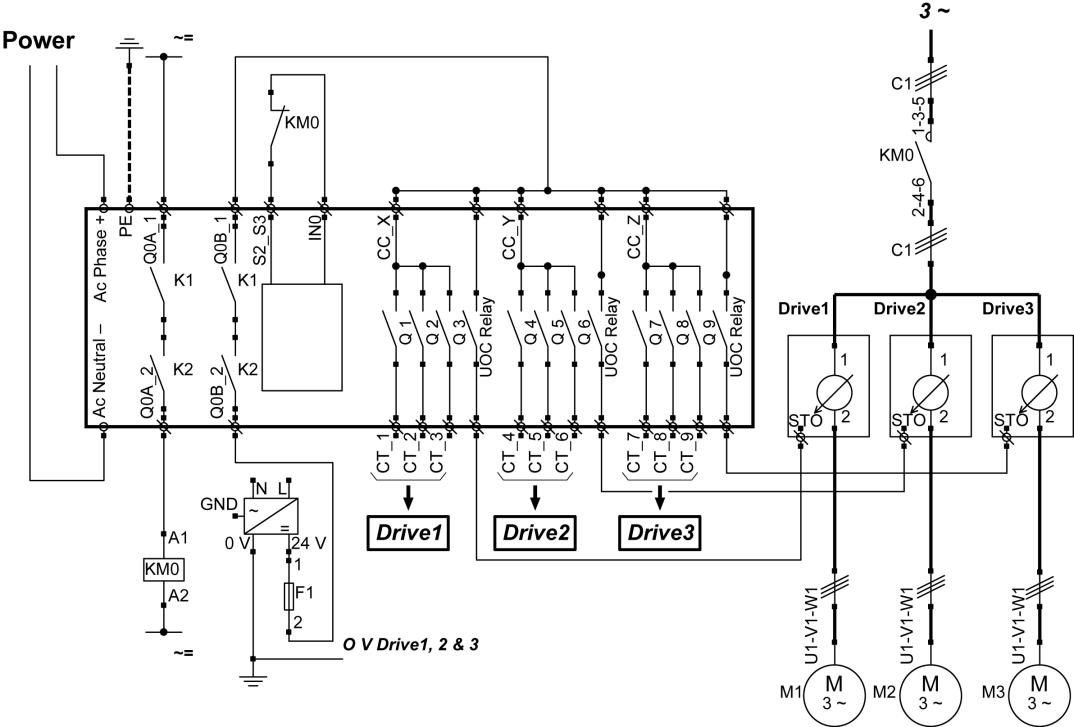 3 ~
Power
~=
C1
1-3-5
KM0
KM0
2-4-6
C1
Ac Phase +
Ac Neutral –
PE
Q0A_1
Q0A_2
K1
K2
Q0B_1
Q0B_2
K1
K2
S2_S3
IN0
CC_X
Q 1
Q 2
Q 3
UOC Relay
CC_Y
Q 4
Q 5
Q 6
UOC Relay
CC_Z
Q 7
Q 8
Q 9
UOC Relay
CT_1
CT_2
CT_3
CT_4
CT_5
CT_6
CT_7
CT_8
CT_9
Drive1
Drive2
Drive3
Drive1
Drive2
Drive3
1
2
STO
1
2
STO
1
2
STO
N L
GND
~
=
0 V
24 V
1
F1
2
A1
KM0
A2
~=
O V Drive1, 2 & 3
U1-V1-W1
U1-V1-W1
U1-V1-W1
M1
M
3 ~
M2
M
3 ~
M3
M
3 ~